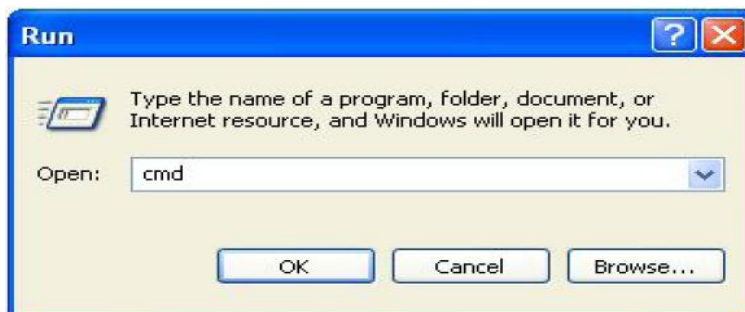 Run
Type the name of a program, folder, document, or
Internet resource, and Windows will open it for you.
Open: cmd
OK Cancel Browse...